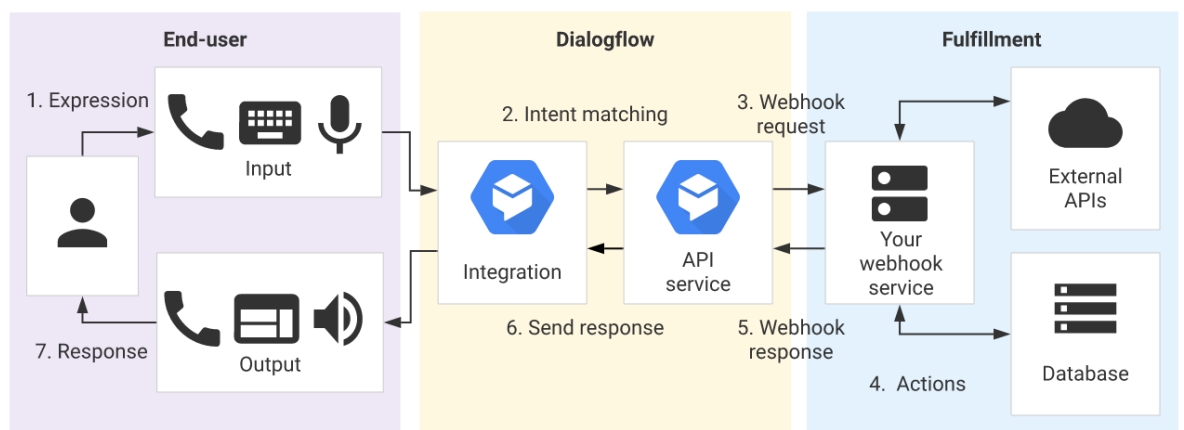 End-user
Dialogflow
Fulfillment
1. Expression
Input
2. Intent matching
3. Webhook
request
Integration
API
service
Your
webhook
service
External
APIs
6. Send response
5. Webhook
response
4. Actions
Database
7. Response
Output